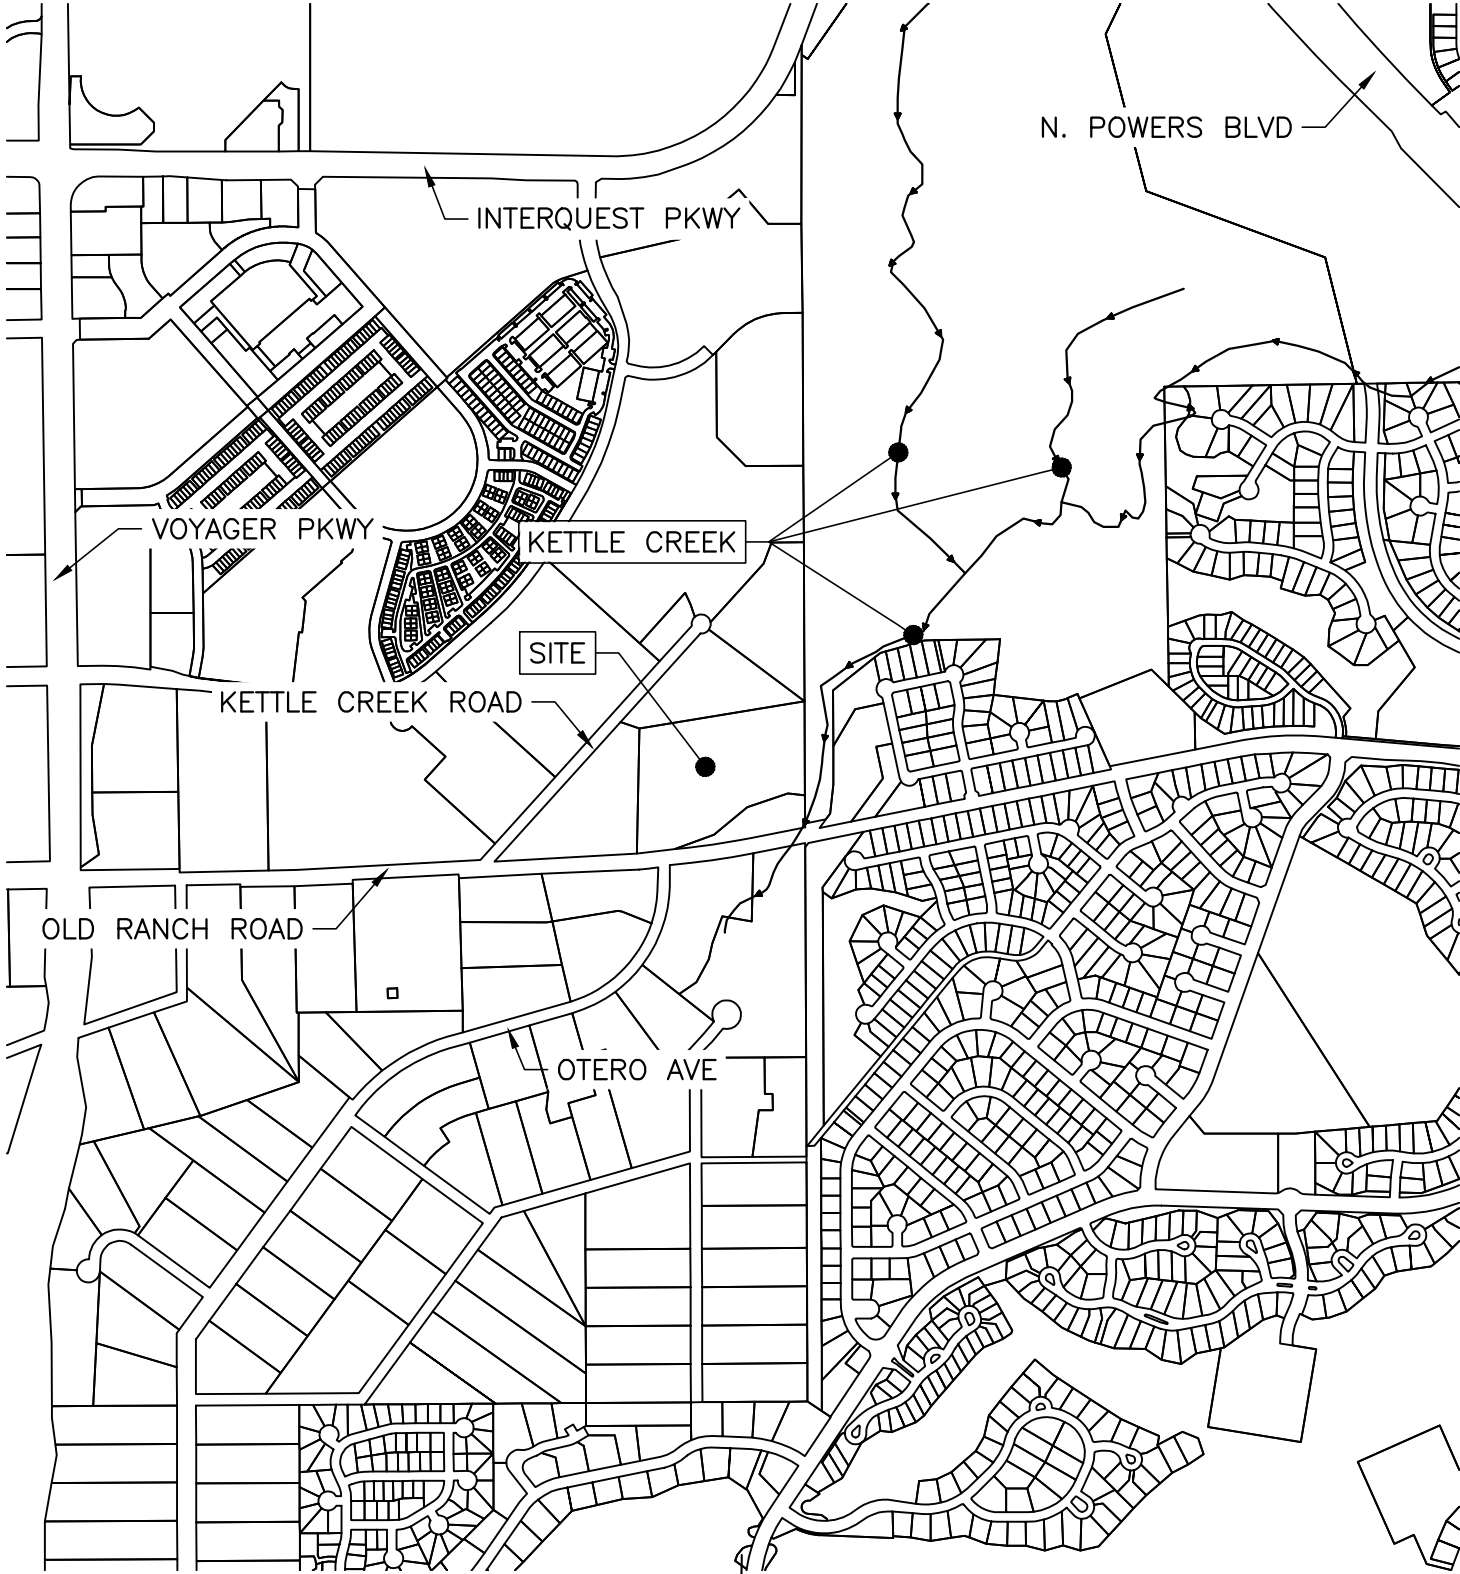 N. POWERS BLVD
INTERQUEST PKWY
VOYAGER PKWY
KETTLE CREEK
SITE
KETTLE CREEK ROAD
OLD RANCH ROAD
OTERO AVE